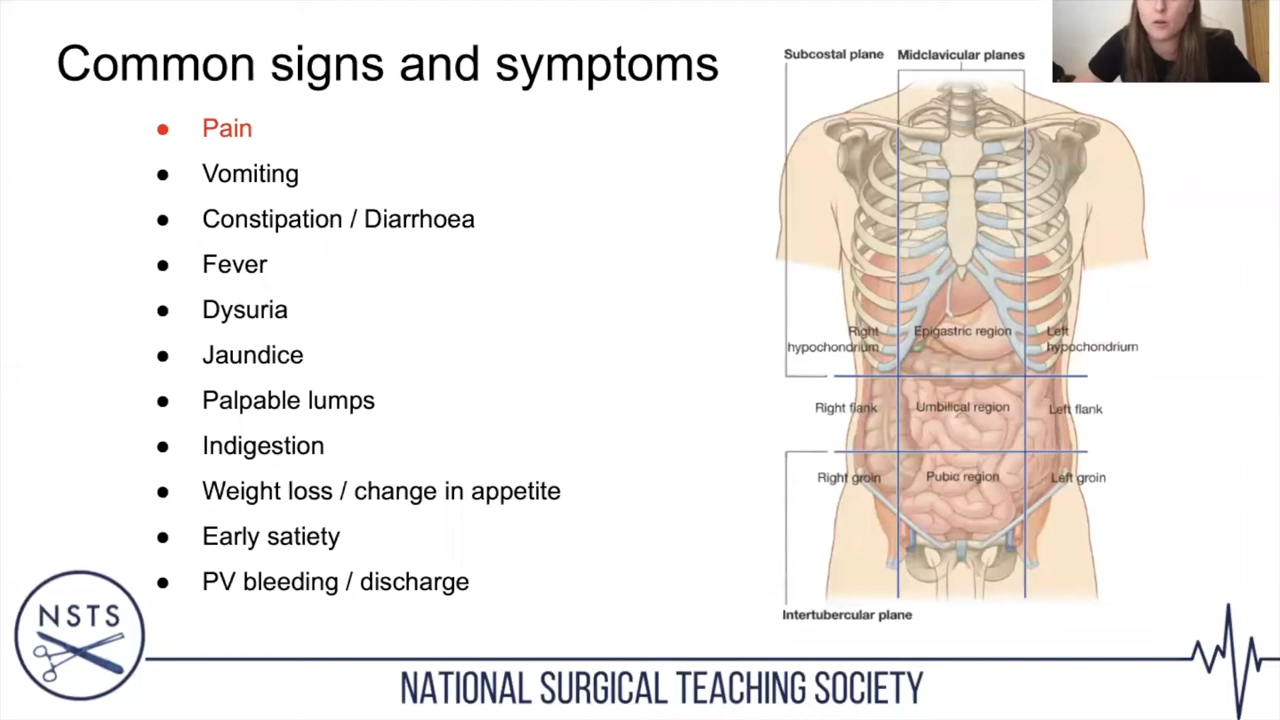 Common signs and symptoms
● Pain
● Vomiting
● Constipation / Diarrhoea
● Fever
● Dysuria
● Jaundice
● Palpable lumps
● Indigestion
● Weight loss / change in appetite
● Early satiety
● PV bleeding / discharge
Subcostal plane
Midclavicular planes
Right
hypochondrium
Epigastric region
Left
hypochondrium
Right flank
Umbilical region
Left flank
Right groin
Pubic region
Left groin
Intertubercular plane
NSTS
NATIONAL SURGICAL TEACHING SOCIETY